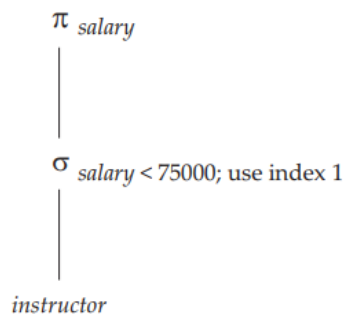 π salary
σ salary < 75000; use index 1
instructor